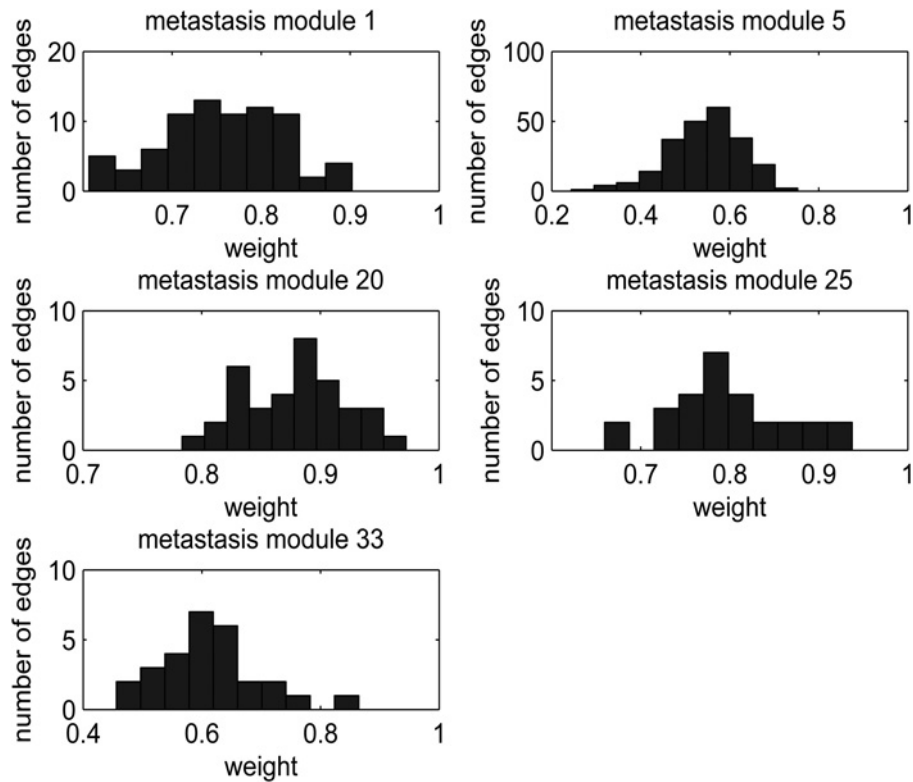 metastasis module 1
number of edges
20
10
0
0.7
0.8
0.9
1
weight
metastasis module 5
number of edges
100
50
0
0.2
0.4
0.6
0.8
1
weight
metastasis module 20
number of edges
10
5
0
0.7
0.8
0.9
1
weight
metastasis module 25
number of edges
10
5
0
0.7
0.8
0.9
1
weight
metastasis module 33
number of edges
10
5
0
0.4
0.6
0.8
1
weight